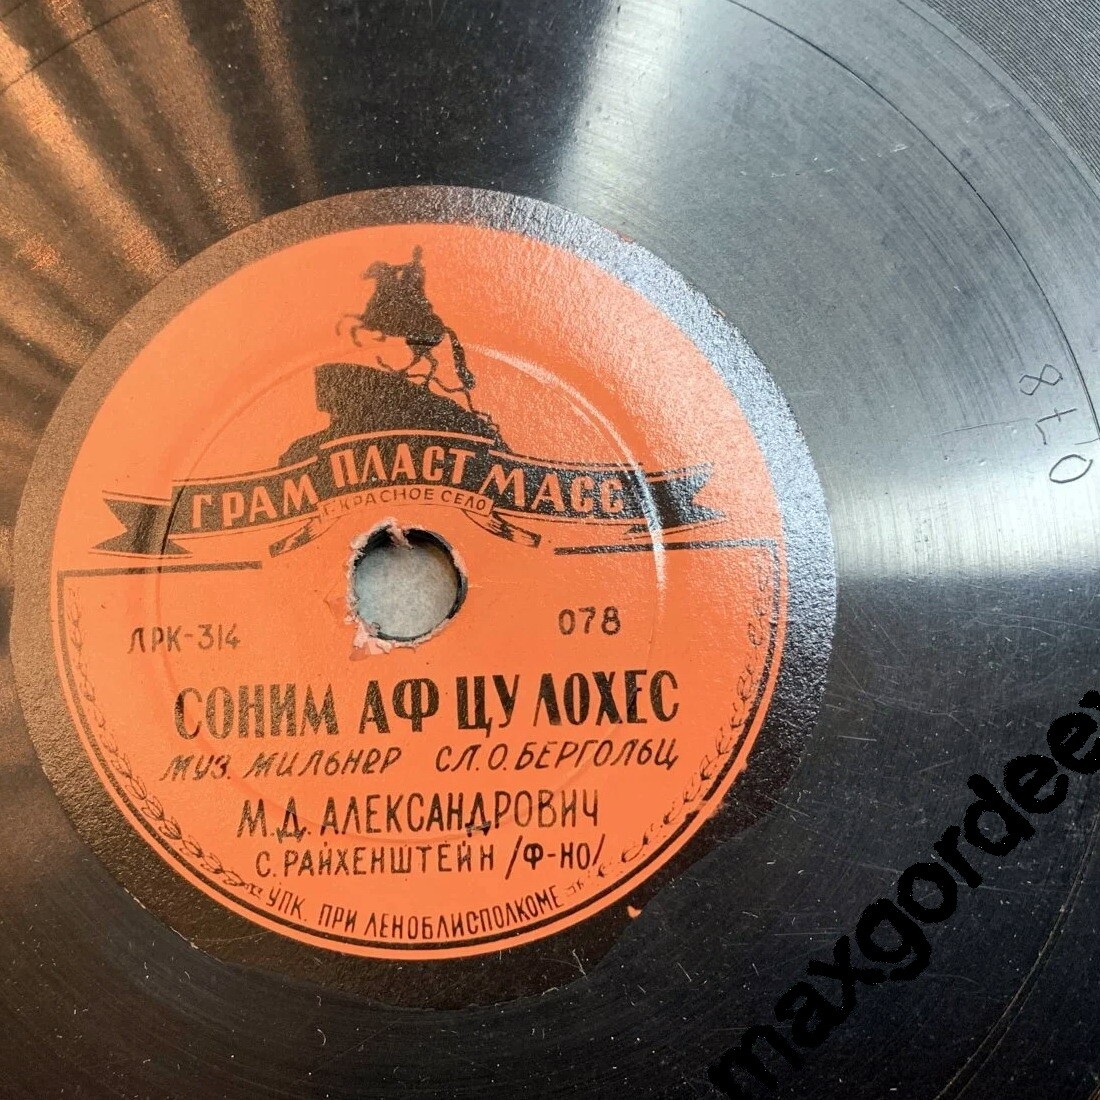 ГРАМ ПЛАСТ МАСС
Г. КРАСНОЕ СЕЛО
ЛРК-314
078
СОНИМ АФ ЦУ ЛОХЕС
МУЗ. МИЛЬНЕР СЛ. О. БЕРГОЛЬЦ
М.Д. АЛЕКСАНДРОВИЧ
С. РАЙХЕНШТЕЙН /Ф-НО/
УПК. ПРИ ЛЕНОБЛИСПОЛКОМЕ
078
maxgordeev